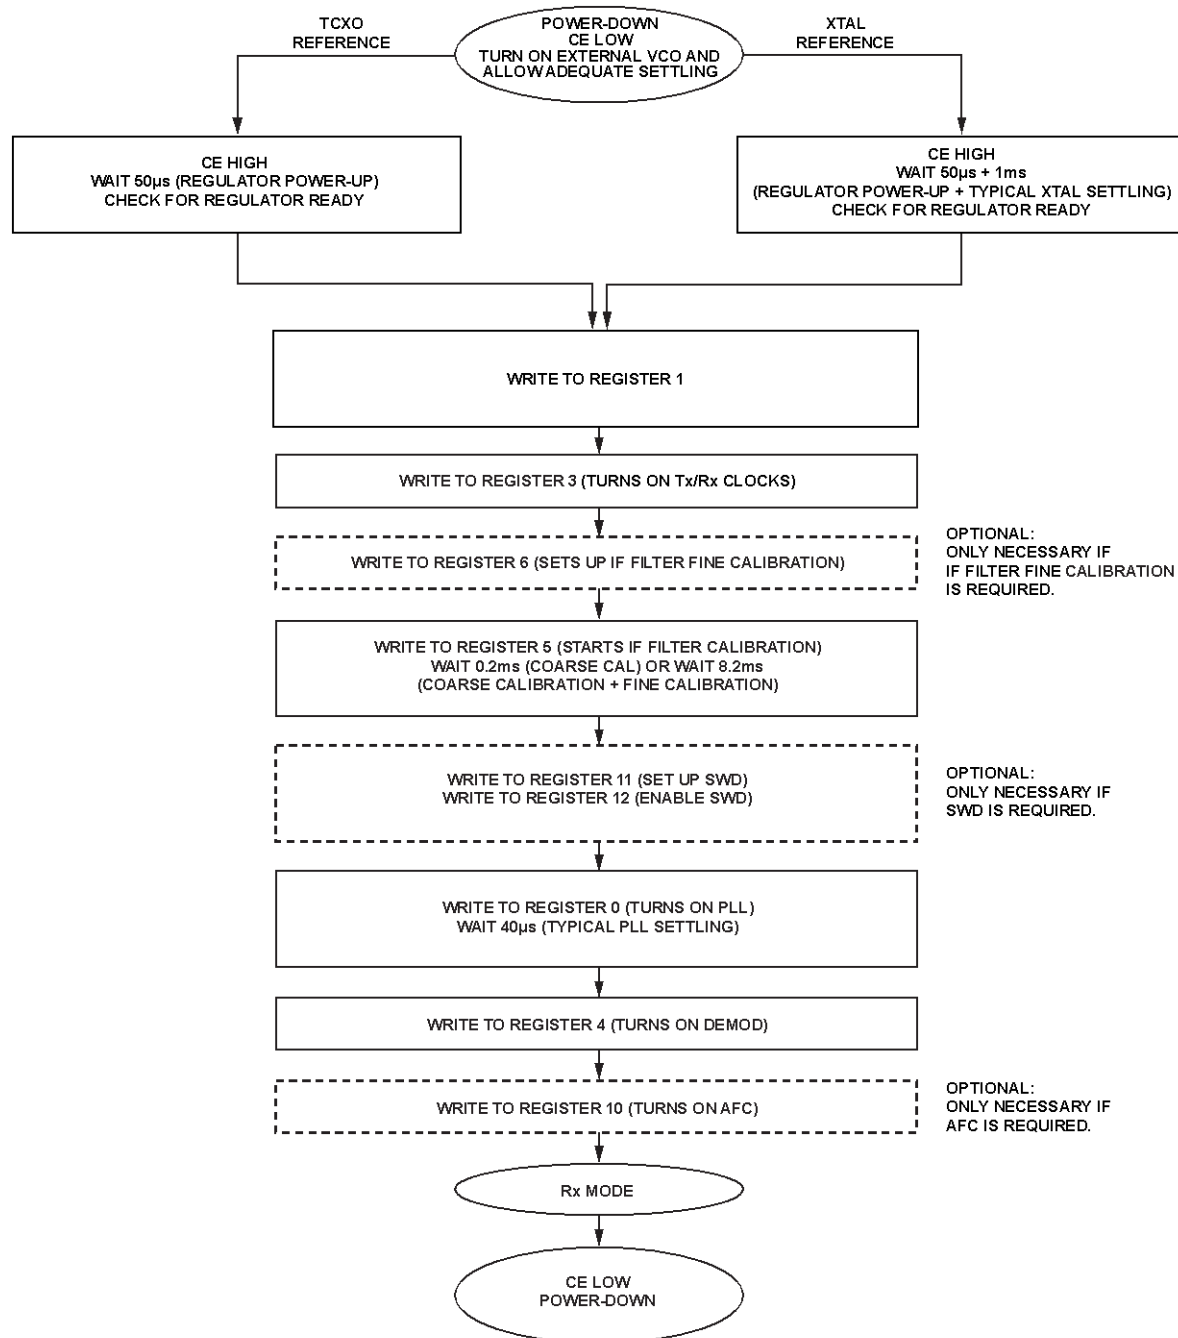 TCXO
REFERENCE
POWER-DOWN
CE LOW
TURN ON EXTERNAL VCO AND
ALLOW ADEQUATE SETTLING
XTAL
REFERENCE
CE HIGH
WAIT 50µs (REGULATOR POWER-UP)
CHECK FOR REGULATOR READY
CE HIGH
WAIT 50µs + 1ms
(REGULATOR POWER-UP + TYPICAL XTAL SETTLING)
CHECK FOR REGULATOR READY
WRITE TO REGISTER 1
WRITE TO REGISTER 3 (TURNS ON Tx/Rx CLOCKS)
WRITE TO REGISTER 6 (SETS UP IF FILTER FINE CALIBRATION)
OPTIONAL:
ONLY NECESSARY IF
IF FILTER FINE CALIBRATION
IS REQUIRED.
WRITE TO REGISTER 5 (STARTS IF FILTER CALIBRATION)
WAIT 0.2ms (COARSE CAL) OR WAIT 8.2ms
(COARSE CALIBRATION + FINE CALIBRATION)
WRITE TO REGISTER 11 (SET UP SWD)
WRITE TO REGISTER 12 (ENABLE SWD)
OPTIONAL:
ONLY NECESSARY IF
SWD IS REQUIRED.
WRITE TO REGISTER 0 (TURNS ON PLL)
WAIT 40µs (TYPICAL PLL SETTLING)
WRITE TO REGISTER 4 (TURNS ON DEMOD)
WRITE TO REGISTER 10 (TURNS ON AFC)
OPTIONAL:
ONLY NECESSARY IF
AFC IS REQUIRED.
Rx MODE
CE LOW
POWER-DOWN